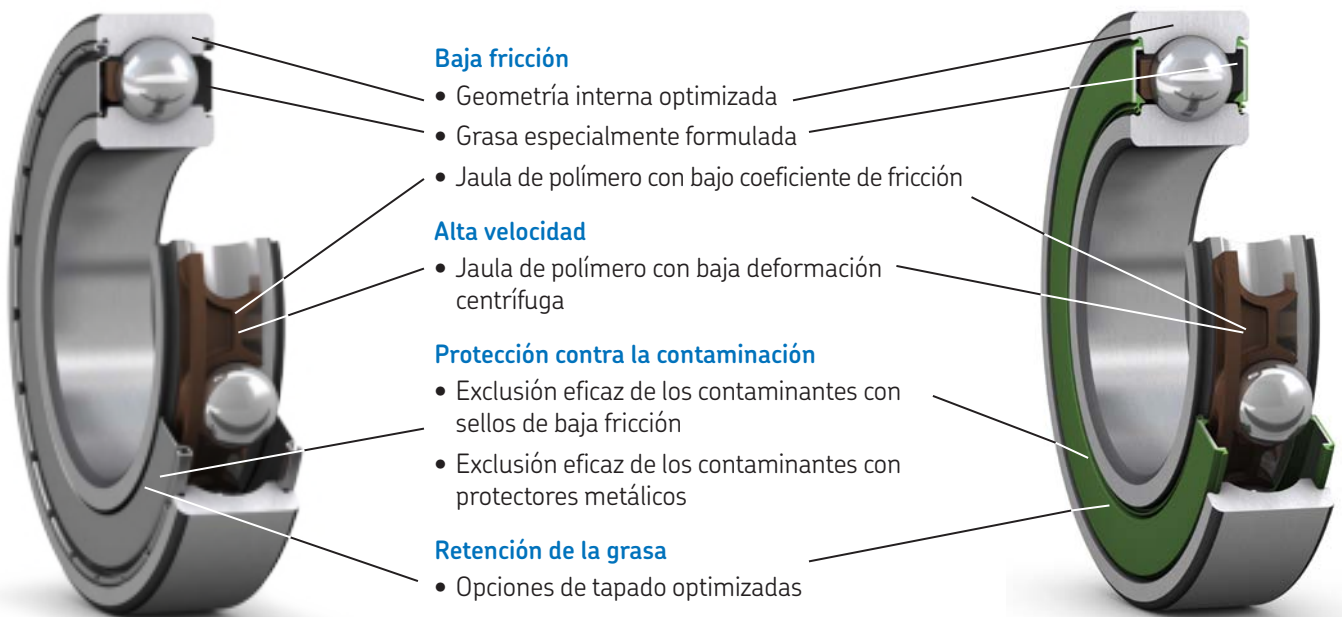 Baja fricción
• Geometría interna optimizada
• Grasa especialmente formulada
• Jaula de polímero con bajo coeficiente de fricción
Alta velocidad
• Jaula de polímero con baja deformación
centrífuga
Protección contra la contaminación
• Exclusión eficaz de los contaminantes con
sellos de baja fricción
• Exclusión eficaz de los contaminantes con
protectores metálicos
Retención de la grasa
• Opciones de tapado optimizadas